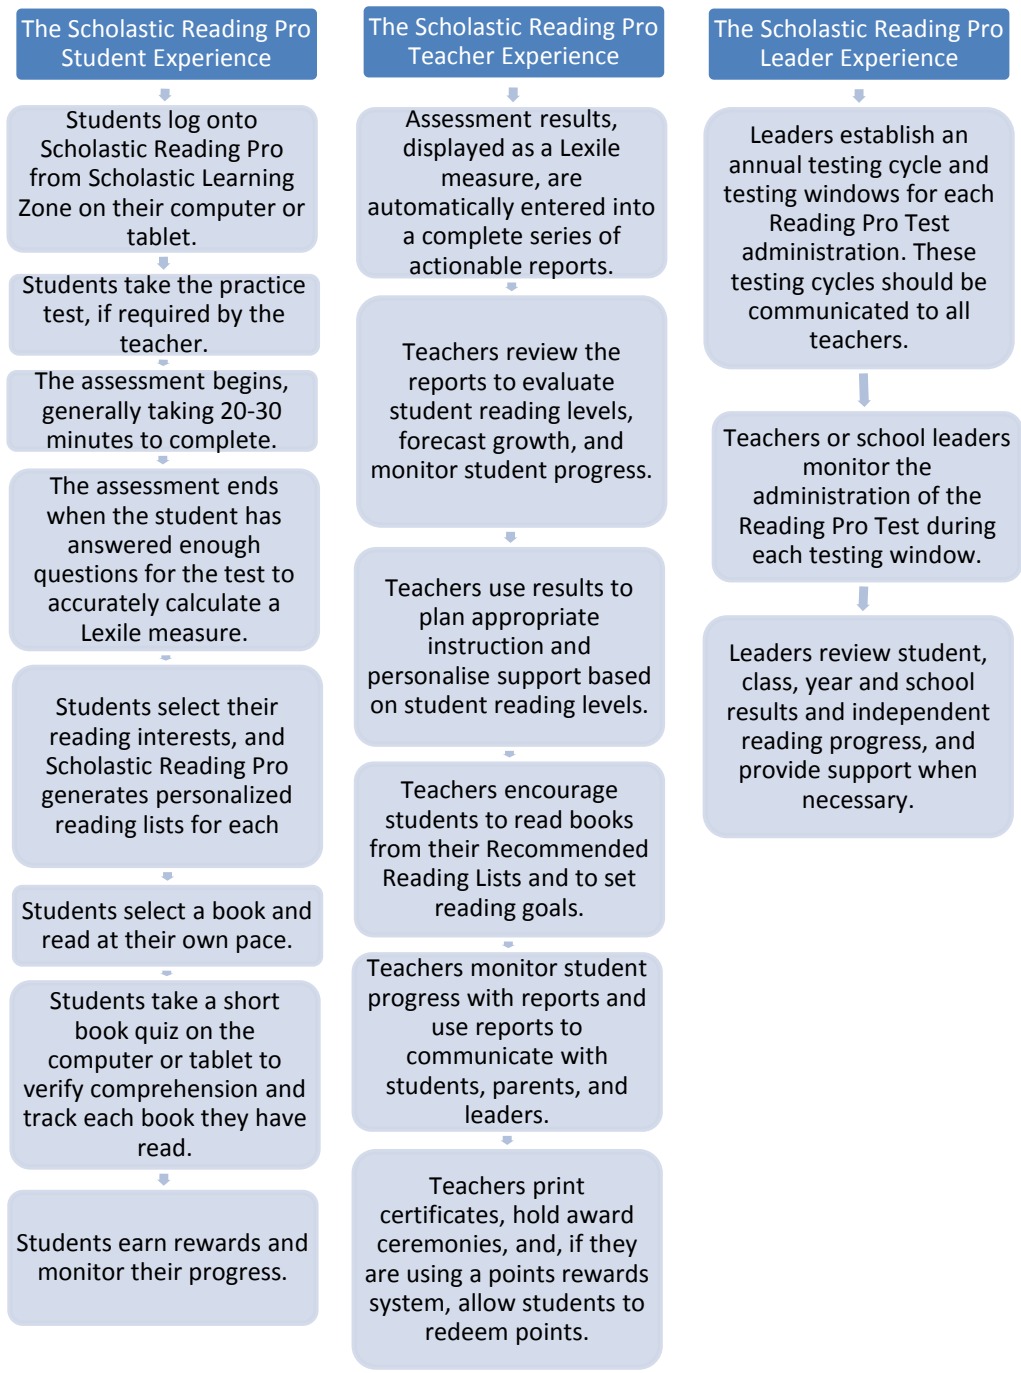 The Scholastic Reading Pro
Student Experience
Students log onto
Scholastic Reading Pro
from Scholastic Learning
Zone on their computer or
tablet.
Students take the practice
test, if required by the
teacher.
The assessment begins,
generally taking 20-30
minutes to complete.
The assessment ends
when the student has
answered enough
questions for the test to
accurately calculate a
Lexile measure.
Students select their
reading interests, and
Scholastic Reading Pro
generates personalized
reading lists for each
Students select a book and
read at their own pace.
Students take a short
book quiz on the
computer or tablet to
verify comprehension and
track each book they have
read.
Students earn rewards and
monitor their progress.
The Scholastic Reading Pro
Teacher Experience
Assessment results,
displayed as a Lexile
measure, are
automatically entered into
a complete series of
actionable reports.
Teachers review the
reports to evaluate
student reading levels,
forecast growth, and
monitor student progress.
Teachers use results to
plan appropriate
instruction and
personalise support based
on student reading levels.
Teachers encourage
students to read books
from their Recommended
Reading Lists and to set
reading goals.
Teachers monitor student
progress with reports and
use reports to
communicate with
students, parents, and
leaders.
Teachers print
certificates, hold award
ceremonies, and, if they
are using a points rewards
system, allow students to
redeem points.
The Scholastic Reading Pro
Leader Experience
Leaders establish an
annual testing cycle and
testing windows for each
Reading Pro Test
administration. These
testing cycles should be
communicated to all
teachers.
Teachers or school leaders
monitor the
administration of the
Reading Pro Test during
each testing window.
Leaders review student,
class, year and school
results and independent
reading progress, and
provide support when
necessary.